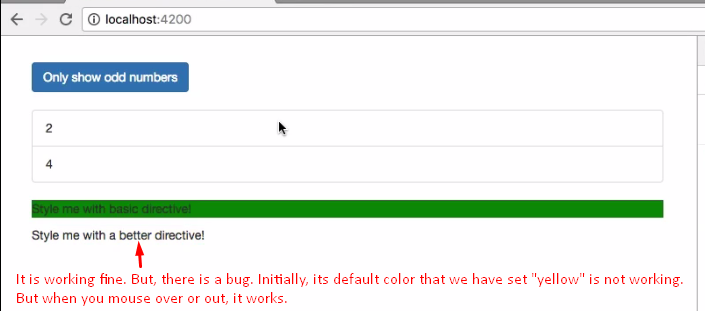 localhost:4200
Only show odd numbers
2
4
Style me with basic directive!
Style me with a better directive!
It is working fine. But, there is a bug. Initially, its default color that we have set "yellow" is not working.
But when you mouse over or out, it works.